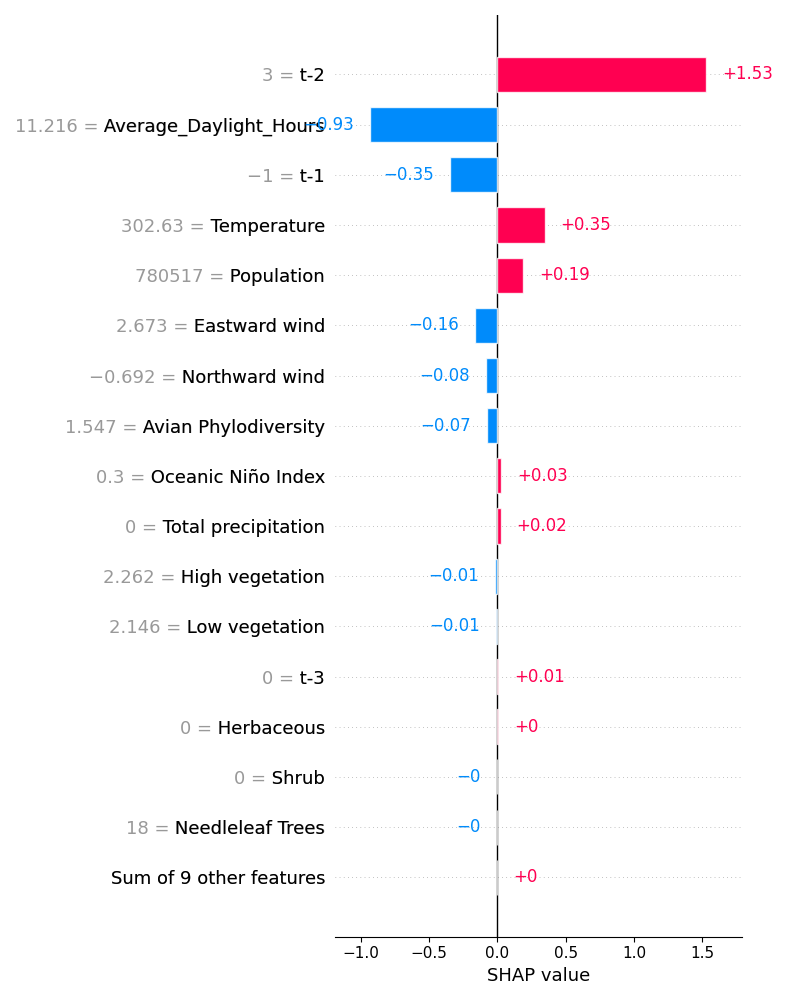 3 = t-2 +1.53
11.216 = Average_Daylight_Hours −0.93
−1 = t-1 −0.35
302.63 = Temperature +0.35
780517 = Population +0.19
2.673 = Eastward wind −0.16
−0.692 = Northward wind −0.08
1.547 = Avian Phylodiversity −0.07
0.3 = Oceanic Niño Index +0.03
0 = Total precipitation +0.02
2.262 = High vegetation −0.01
2.146 = Low vegetation −0.01
0 = t-3 +0.01
0 = Herbaceous +0
0 = Shrub −0
18 = Needleleaf Trees −0
Sum of 9 other features +0
−1.0 −0.5 0.0 0.5 1.0 1.5
SHAP value